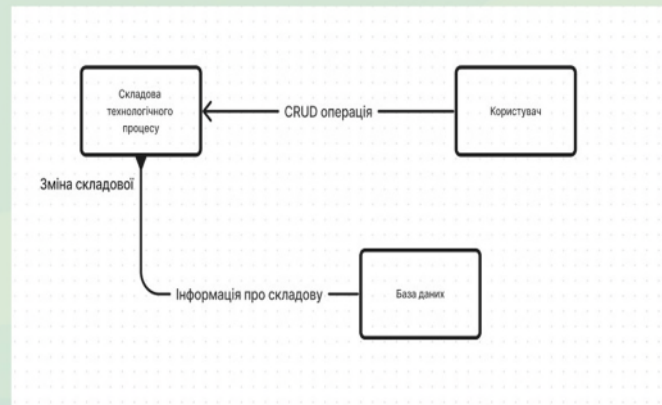 Складова
технологічного
процесу
CRUD операція
Користувач
Зміна складової
Інформація про складову
База даних